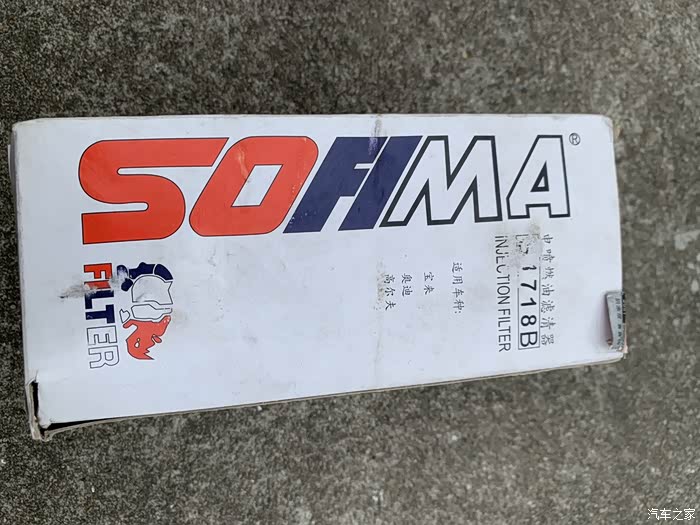 SOFIMA
FILTER
电喷燃油滤清器
1718B
INJECTION FILTER
适用车种:
宝来
奥迪
高尔夫
汽车之家